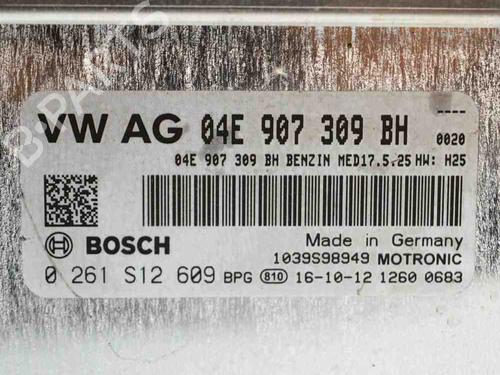 VW AG 04E 907 309 BH 0020
04E 907 309 BH BENZIN MED17.5.25 HW: H25
BOSCH
Made in Germany
1039S98949 MOTRONIC
0 261 S12 609 BPG 810 16-10-12 1260 0683
B-PARTS